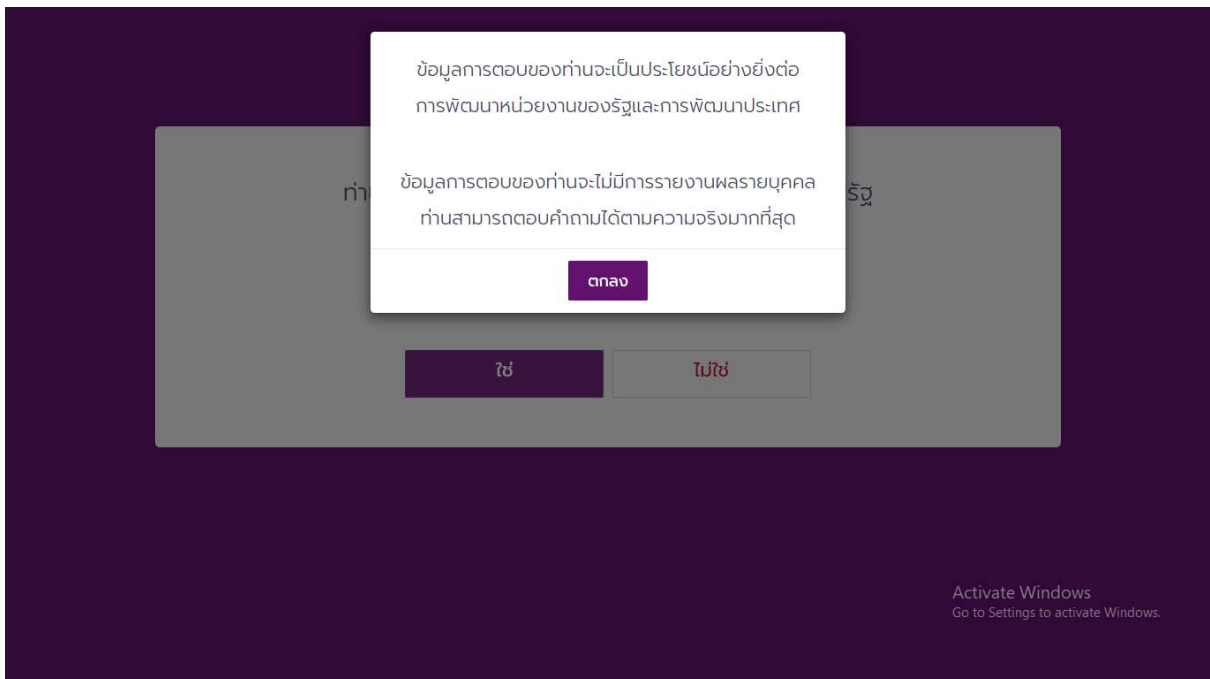 ข้อมูลการตอบของท่านจะเป็นประโยชน์อย่างยิ่งต่อ
การพัฒนาหน่วยงานของรัฐและการพัฒนาประเทศ
ข้อมูลการตอบของท่านจะไม่มีการรายงานผลรายบุคคล
ท่านสามารถตอบคำถามได้ตามความจริงมากที่สุด
รัฐ
ตกลง
ใช่ ไม่ใช่
Activate Windows
Go to Settings to activate Windows.